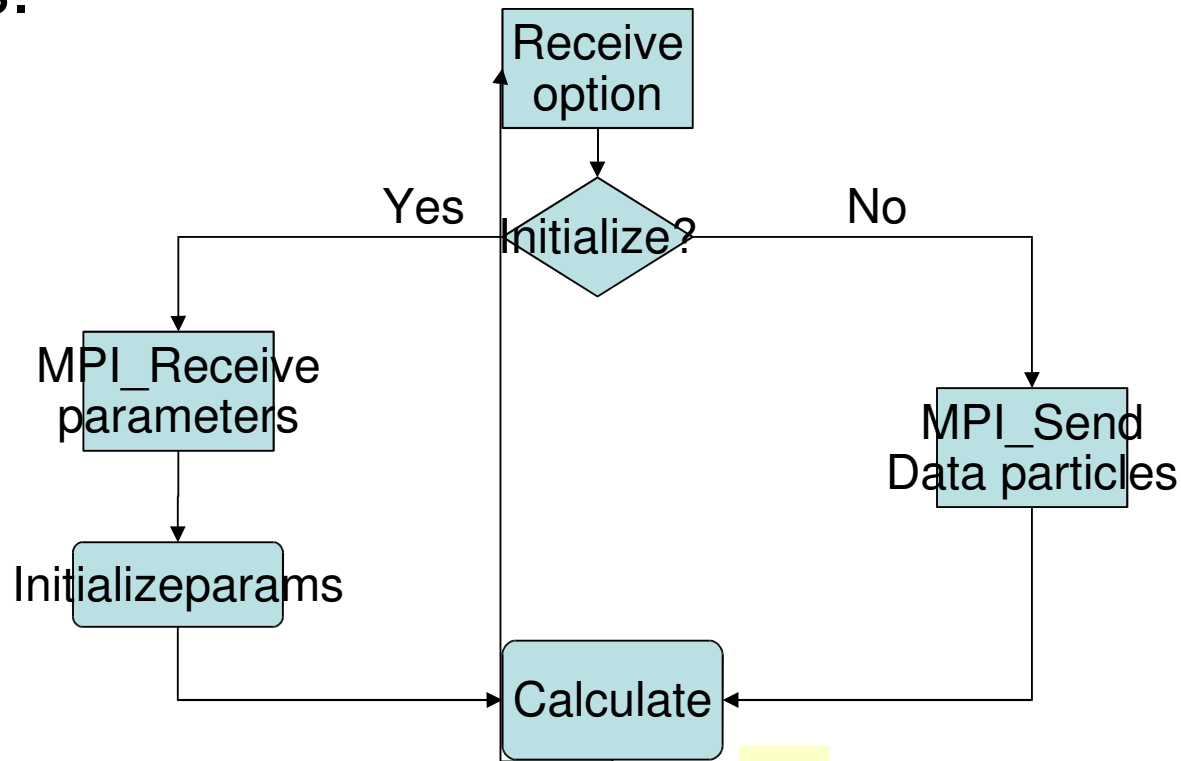 Receive
option
Yes
Initialize?
No
MPI_Receive
parameters
MPI_Send
Data particles
Initializeparams
Calculate